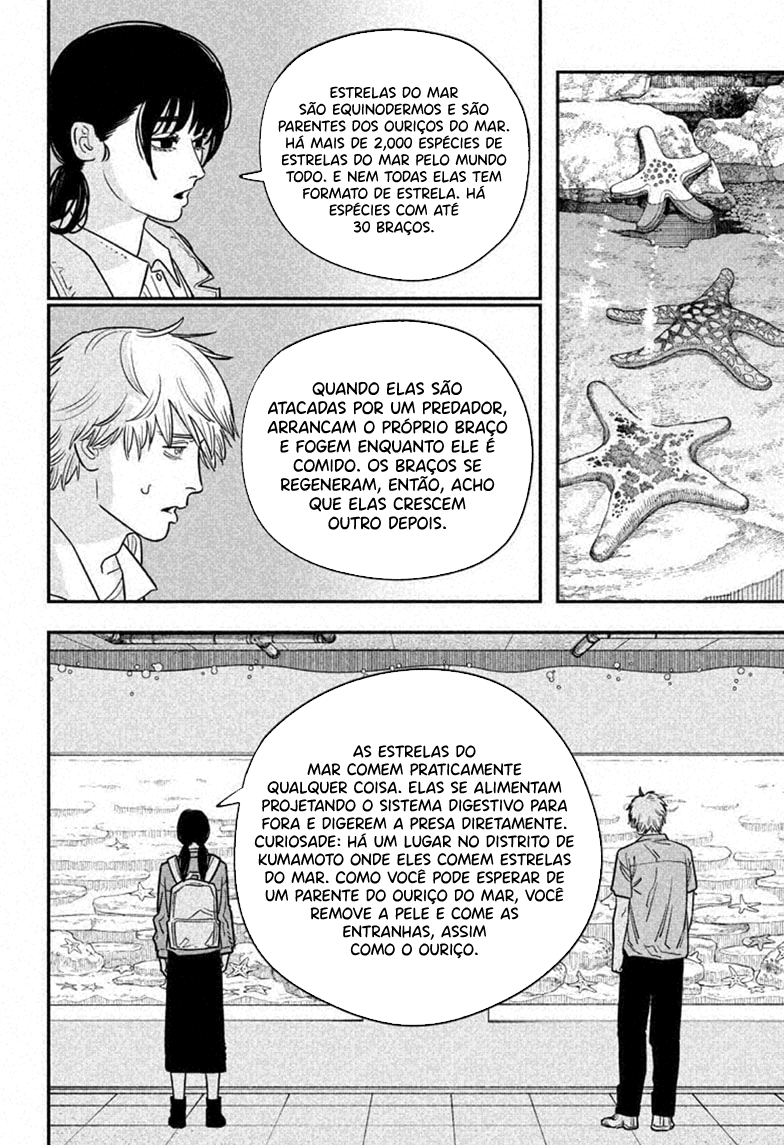 ESTRELAS DO MAR
SÃO EQUINODERMOS E SÃO
PARENTES DOS OURIÇOS DO MAR.
HÁ MAIS DE 2,000 ESPÉCIES DE
ESTRELAS DO MAR PELO MUNDO
TODO. E NEM TODAS ELAS TEM
FORMATO DE ESTRELA. HÁ
ESPÉCIES COM ATÉ
30 BRAÇOS.
QUANDO ELAS SÃO
ATACADAS POR UM PREDADOR,
ARRANCAM O PRÓPRIO BRAÇO
E FOGEM ENQUANTO ELE É
COMIDO. OS BRAÇOS SE
REGENERAM, ENTÃO, ACHO
QUE ELAS CRESCEM
OUTRO DEPOIS.
AS ESTRELAS DO
MAR COMEM PRATICAMENTE
QUALQUER COISA. ELAS SE ALIMENTAM
PROJETANDO O SISTEMA DIGESTIVO PARA
FORA E DIGEREM A PRESA DIRETAMENTE.
CURIOSADE: HÁ UM LUGAR NO DISTRITO DE
KUMAMOTO ONDE ELES COMEM ESTRELAS
DO MAR. COMO VOCÊ PODE ESPERAR DE
UM PARENTE DO OURIÇO DO MAR, VOCÊ
REMOVE A PELE E COME AS
ENTRANHAS, ASSIM
COMO O OURIÇO.